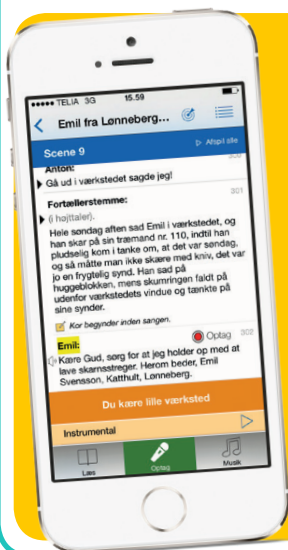 TELIA 3G 15.59
Emil fra Lønneberg...
Scene 9 Afspil alle
Anton:
Gå ud i værkstedet sagde jeg!
Fortællerstemme: 301
(i højttaler).
Hele søndag aften sad Emil i værkstedet, og
han skar på sin træmand nr. 110, indtil han
pludselig kom i tanke om, at det var søndag,
og så måtte man ikke skære med kniv, det var
jo en frygtelig synd. Han sad på
huggeblokken, mens skumringen faldt på
udenfor værkstedets vindue og tænkte på
sine synder.
Kor begynder inden sangen.
Emil: Optag 302
Kære Gud, sørg for at jeg holder op med at
lave skarnsstreger. Herom beder, Emil
Svensson, Katthult, Lønneberg.
Du kære lille værksted
Instrumental
Læs Optag Musik